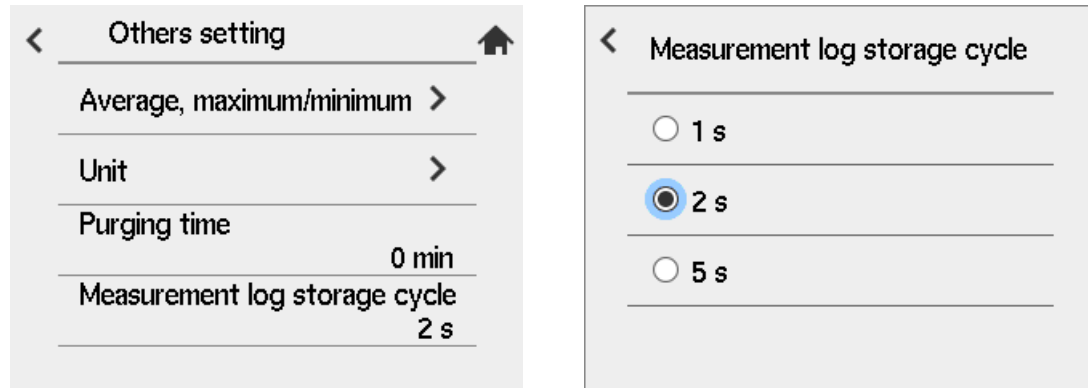 Others setting
Average, maximum/minimum
Unit
Purging time
0 min
Measurement log storage cycle
2 s
Measurement log storage cycle
1 s
2 s
5 s